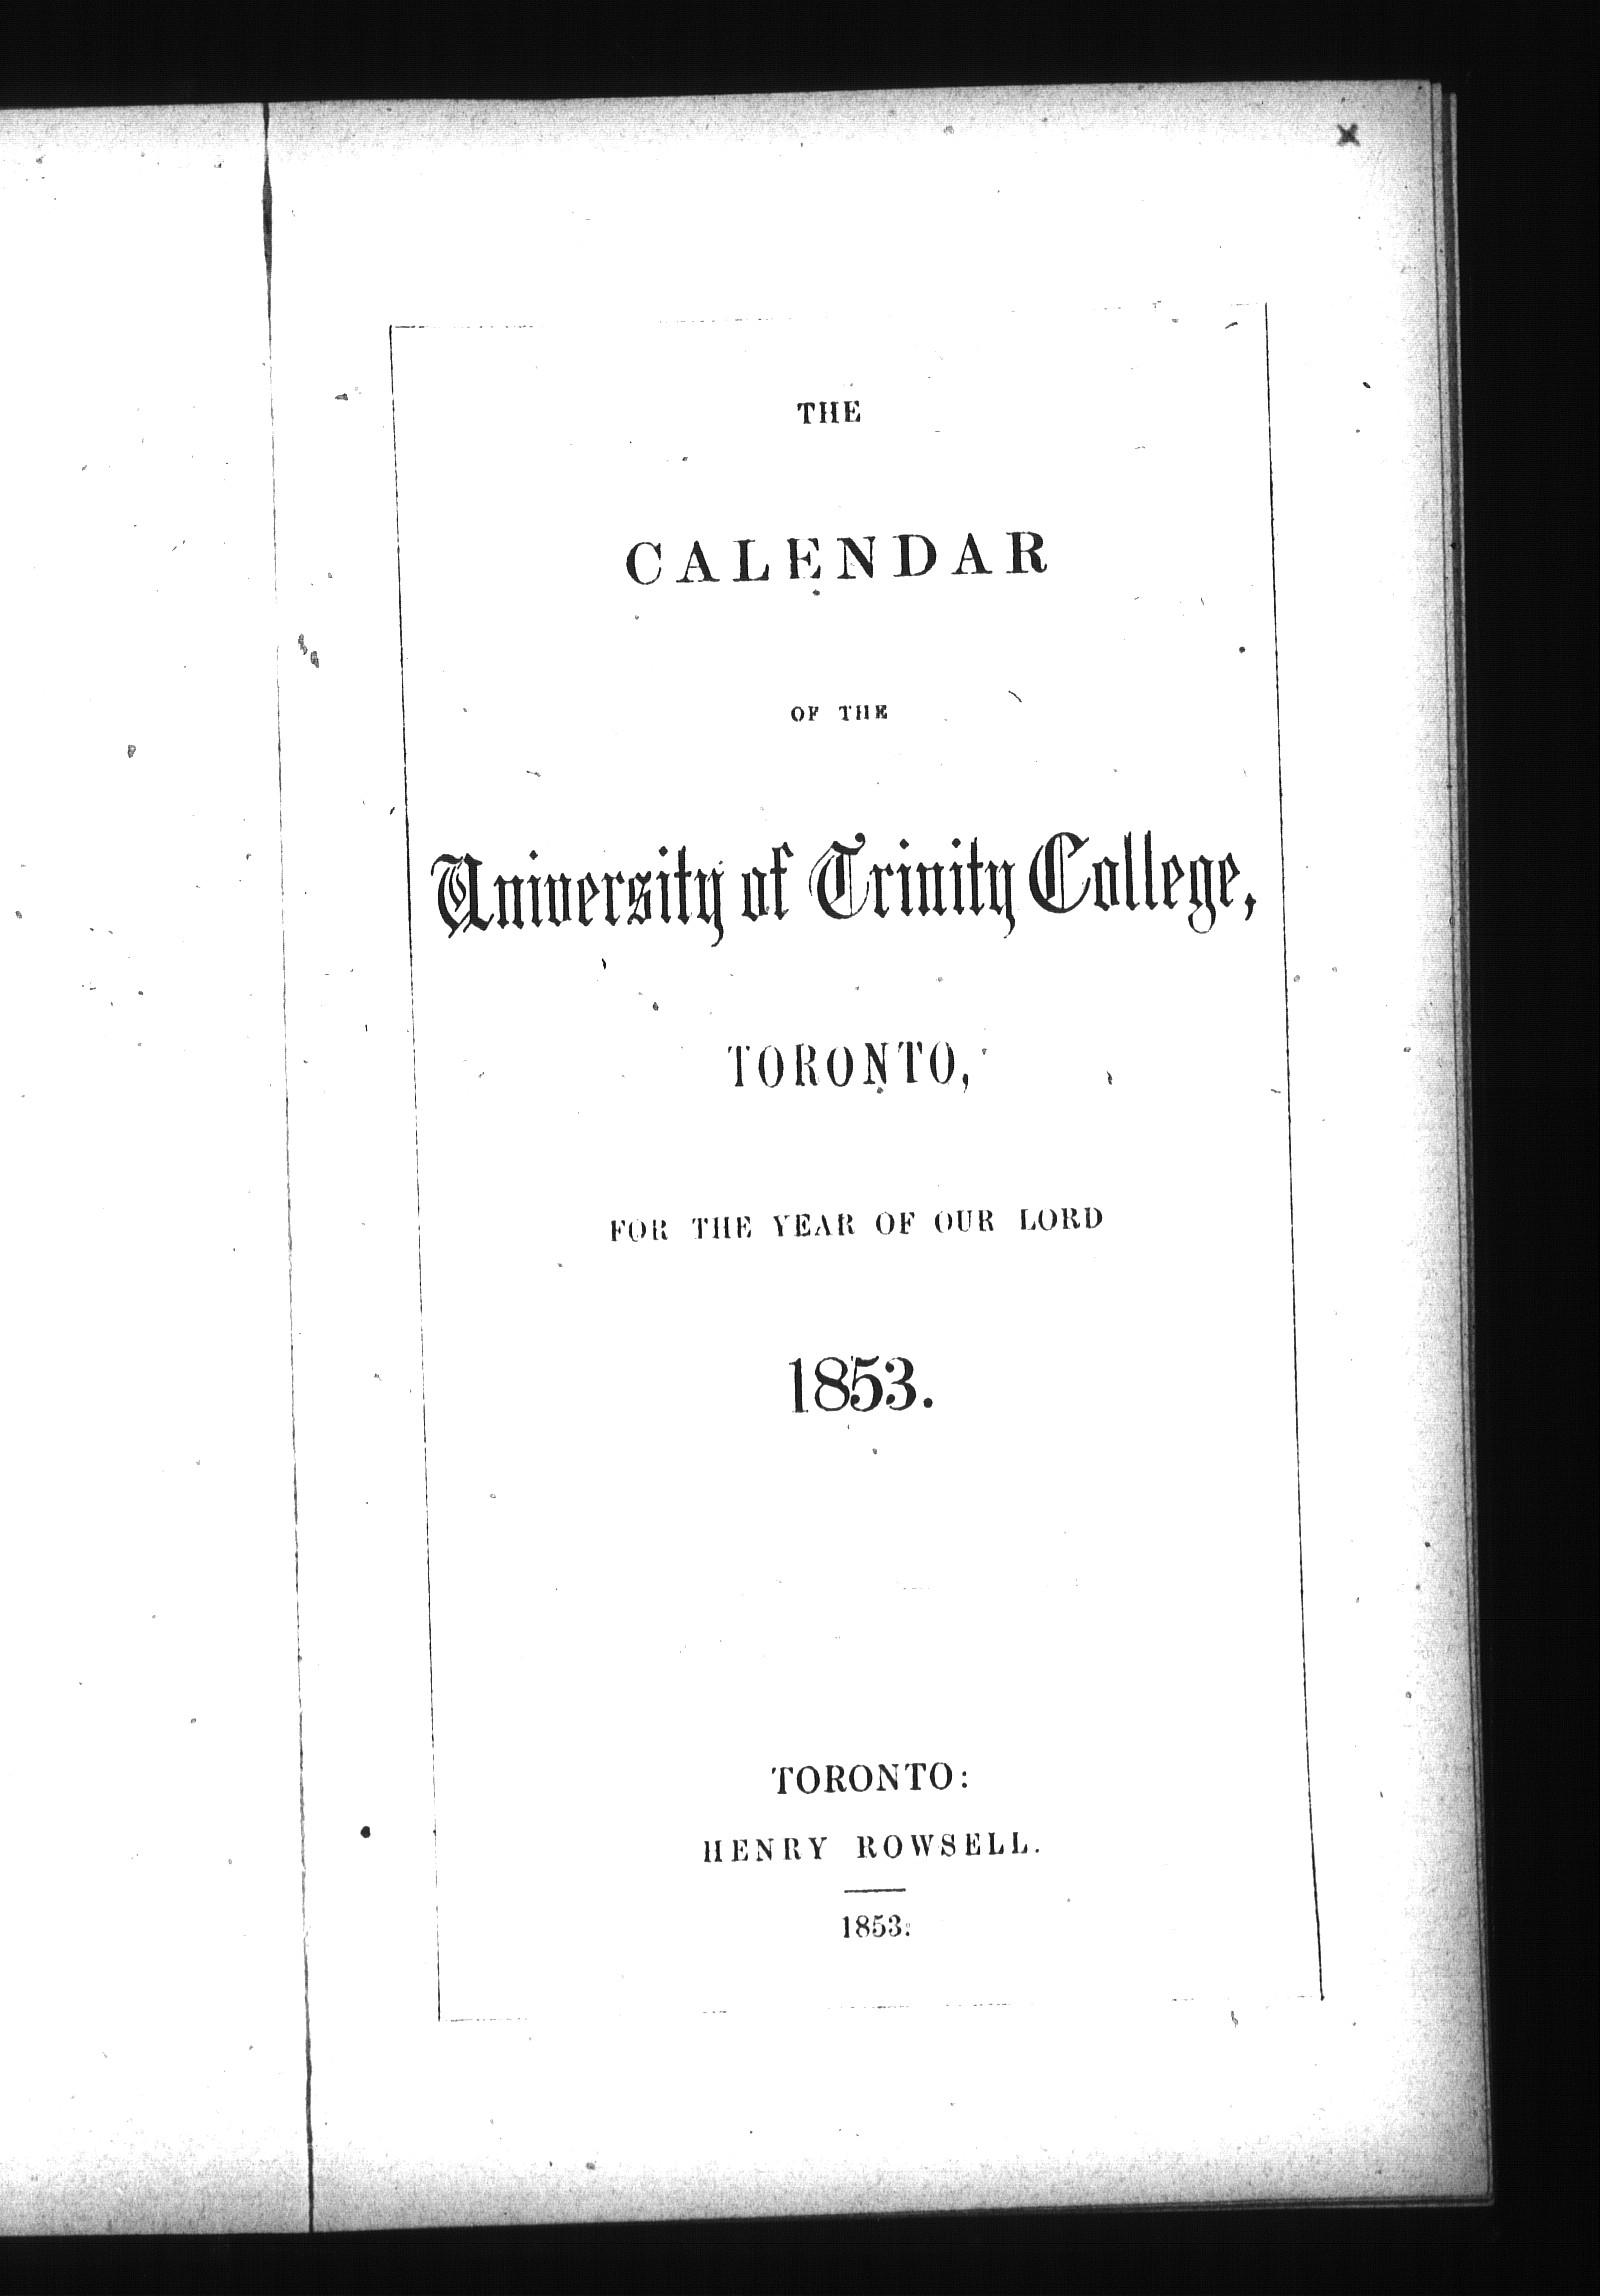 THE
CALENDAR
OF THE
University of Trinity College,
TORONTO,
FOR THE YEAR OF OUR LORD
1853.
TORONTO:
HENRY ROWSELL.
1853.